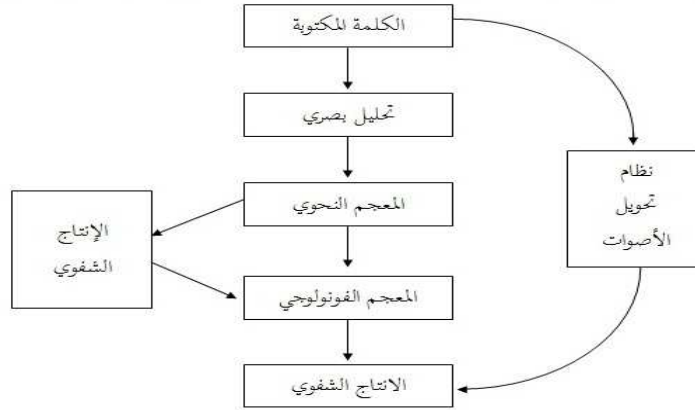 الكلمة المكتوبة
تحليل بصري
نظام
تحويل
الأصوات
المعجم النحوي
الإنتاج
الشفوي
المعجم الفونولوجي
الانتاج الشفوي